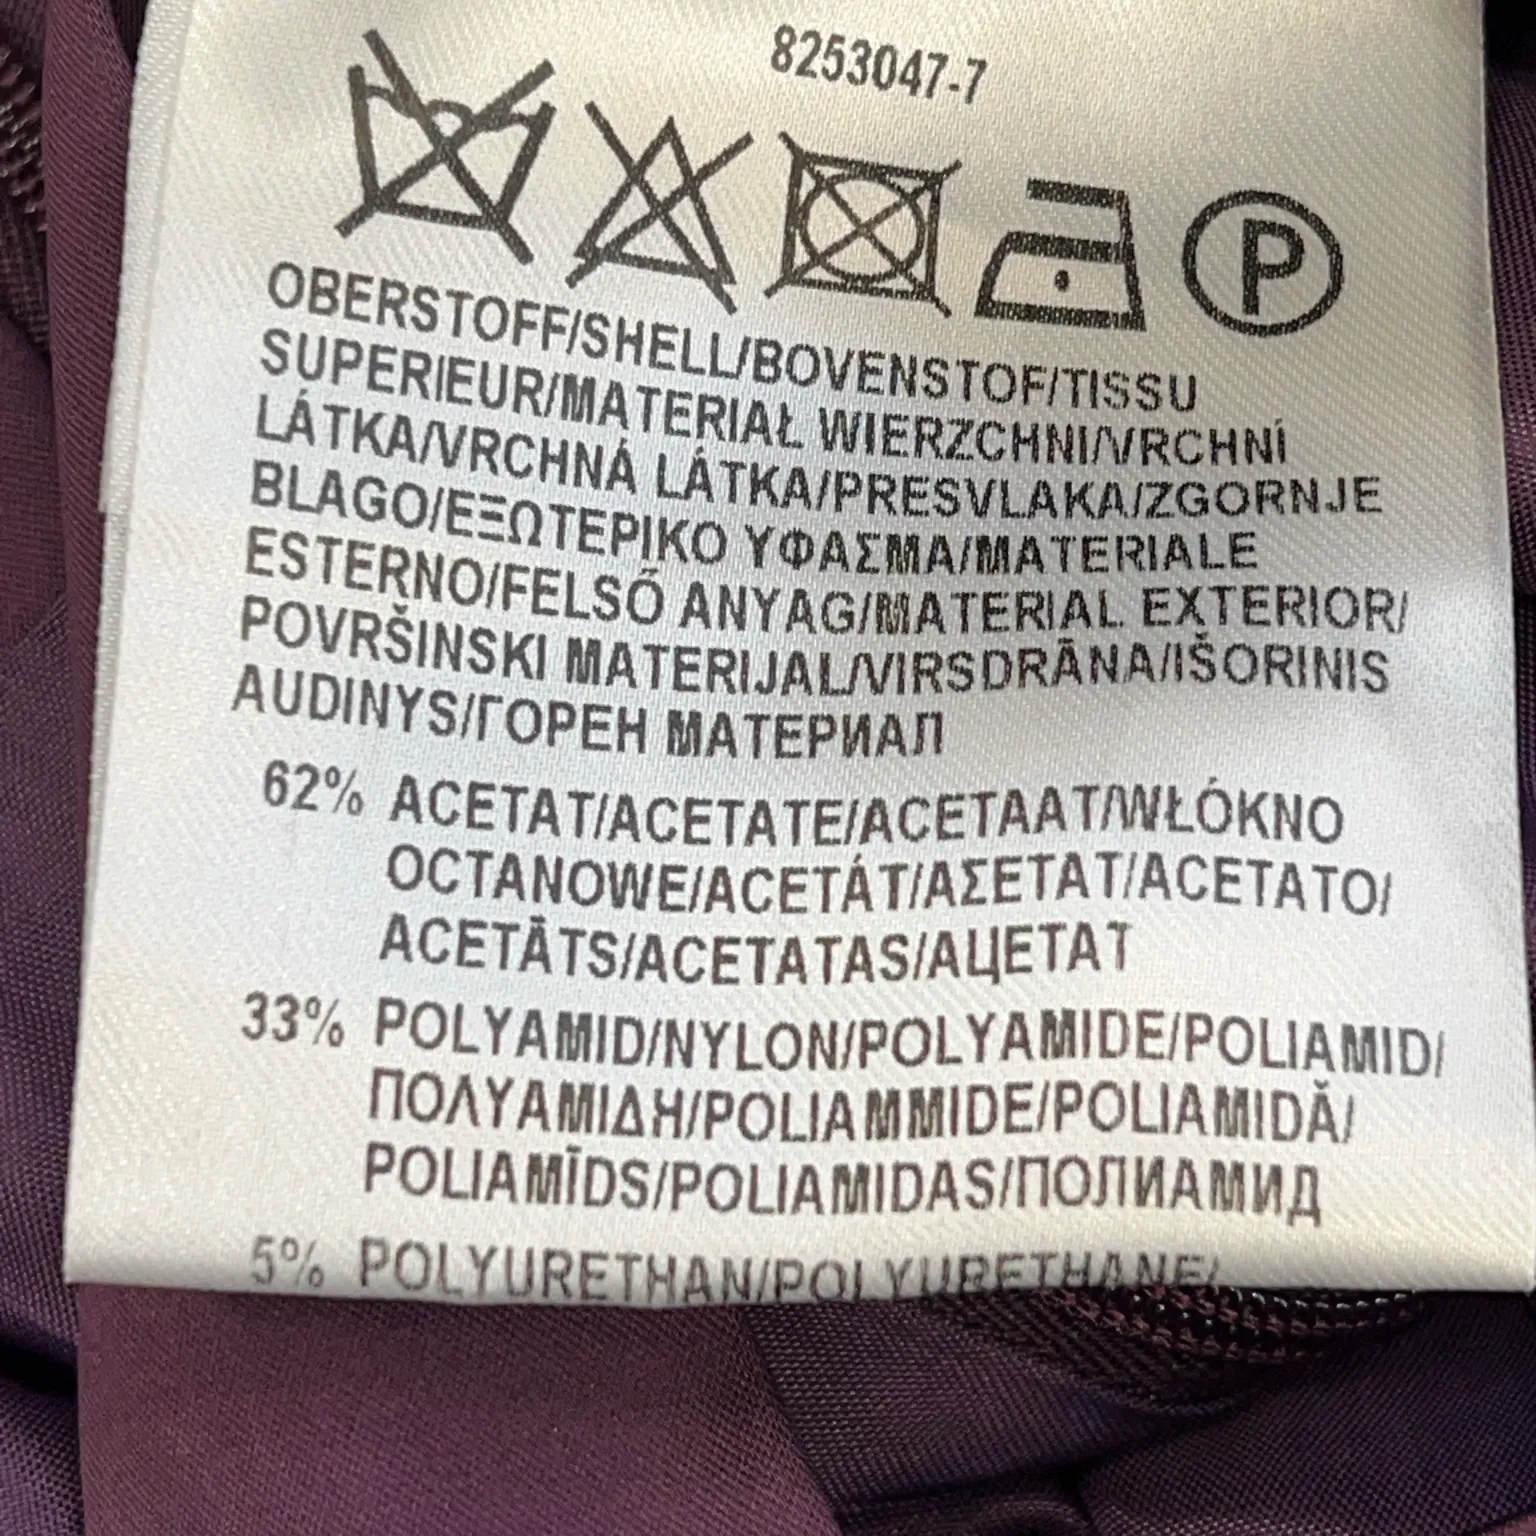 8253047-7
P
OBERSTOFF/SHELL/BOVENSTOF/TISSU
SUPERIEUR/MATERIAŁ WIERZCHNI/VRCHNÍ
LÁTKA/VRCHNÁ LÁTKA/PRESVLAKA/ZGORNJE
BLAGO/ΕΞΩΤΕΡΙΚΟ ΥΦΑΣΜΑ/MATERIALE
ESTERNO/FELSŐ ANYAG/MATERIAL EXTERIOR/
POVRŠINSKI MATERIJAL/VIRSDRĀNA/IŠORINIS
AUDINYS/ГОРЕН МАТЕРИАЛ
62% ACETAT/ACETATE/ACETAAT/WŁÓKNO
OCTANOWE/ACETÁT/ΑΣΕΤΑΤ/ACETATO/
ACETĀTS/ACETATAS/АЦЕТАТ
33% POLYAMID/NYLON/POLYAMIDE/POLIAMID/
ΠΟΛΥΑΜΙΔΗ/POLIAMMIDE/POLIAMIDĂ/
POLIAMĪDS/POLIAMIDAS/ПОЛИАМИД
5% POLYURETHAN/POLYURETHANE/